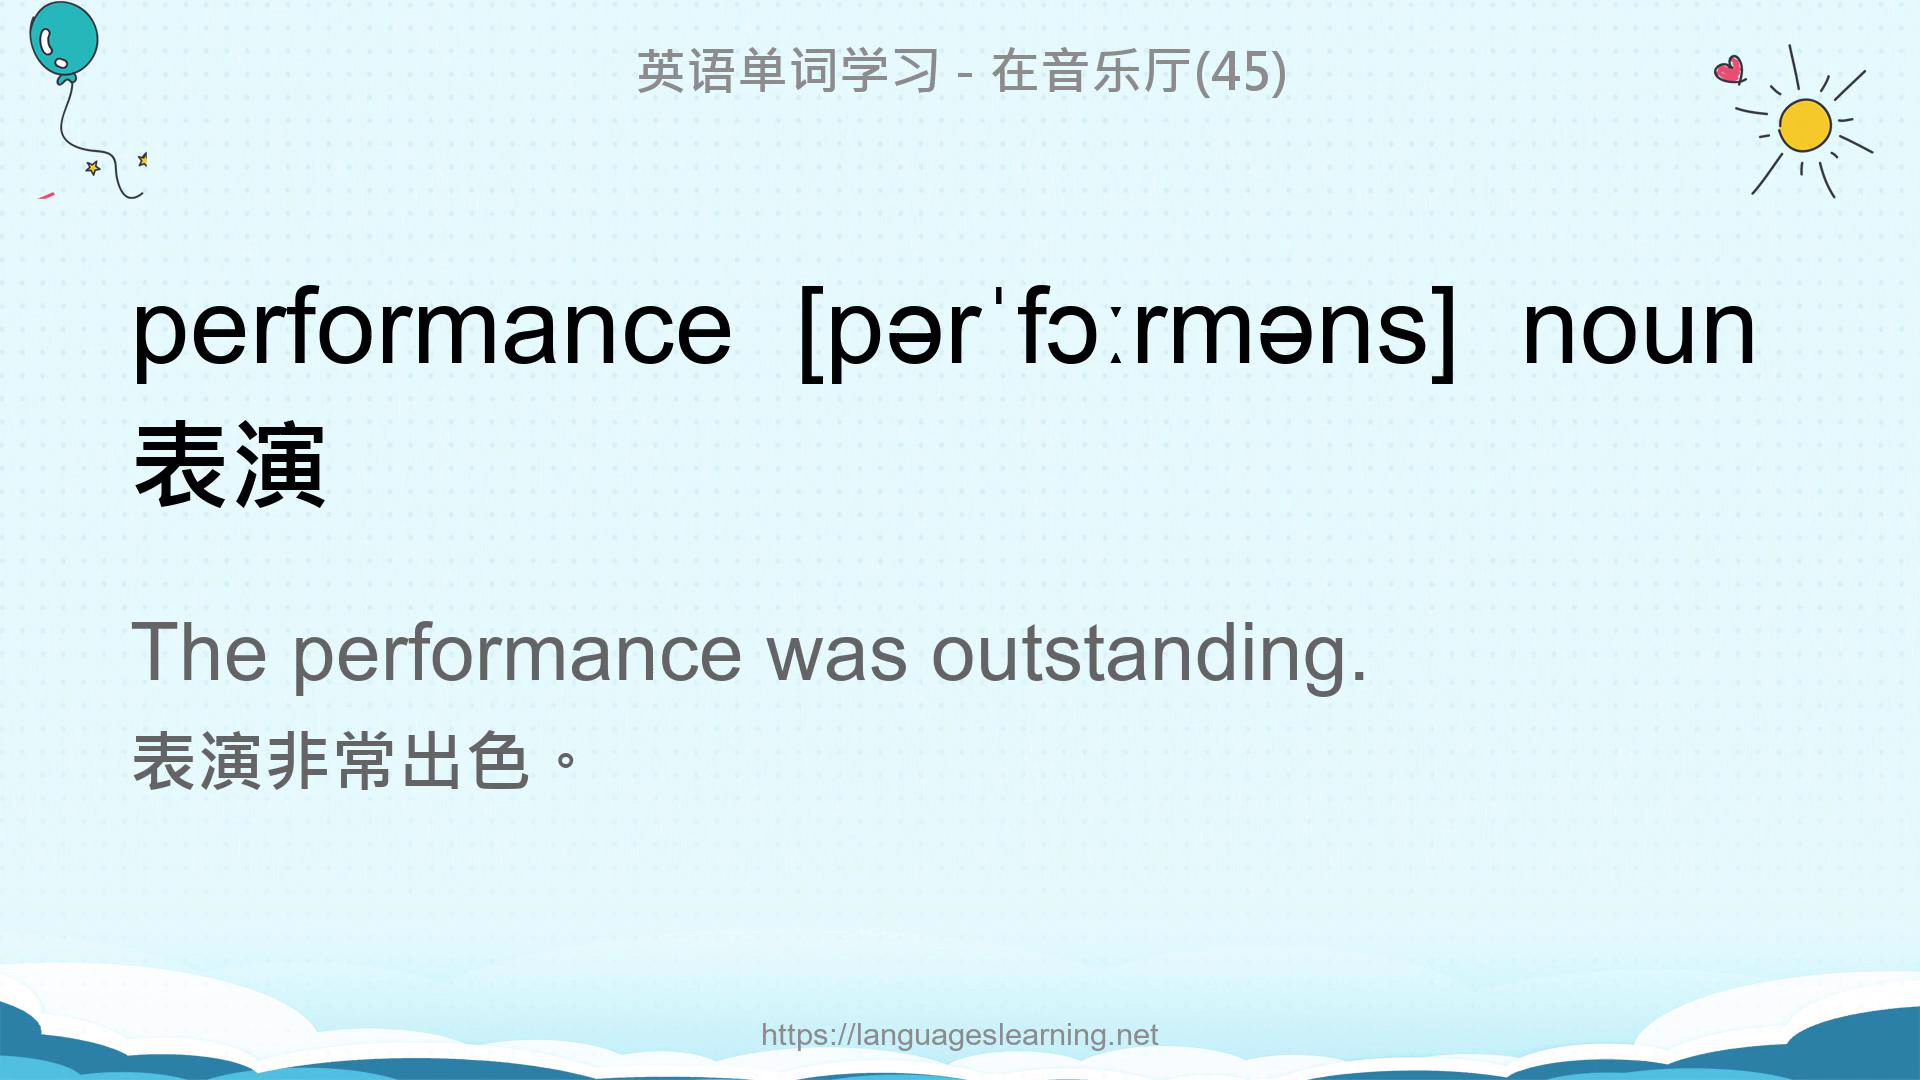 英语单词学习 - 在音乐厅(45)
performance [pərˈfɔːrməns] noun
表演
The performance was outstanding.
表演非常出色。
https://languageslearning.net